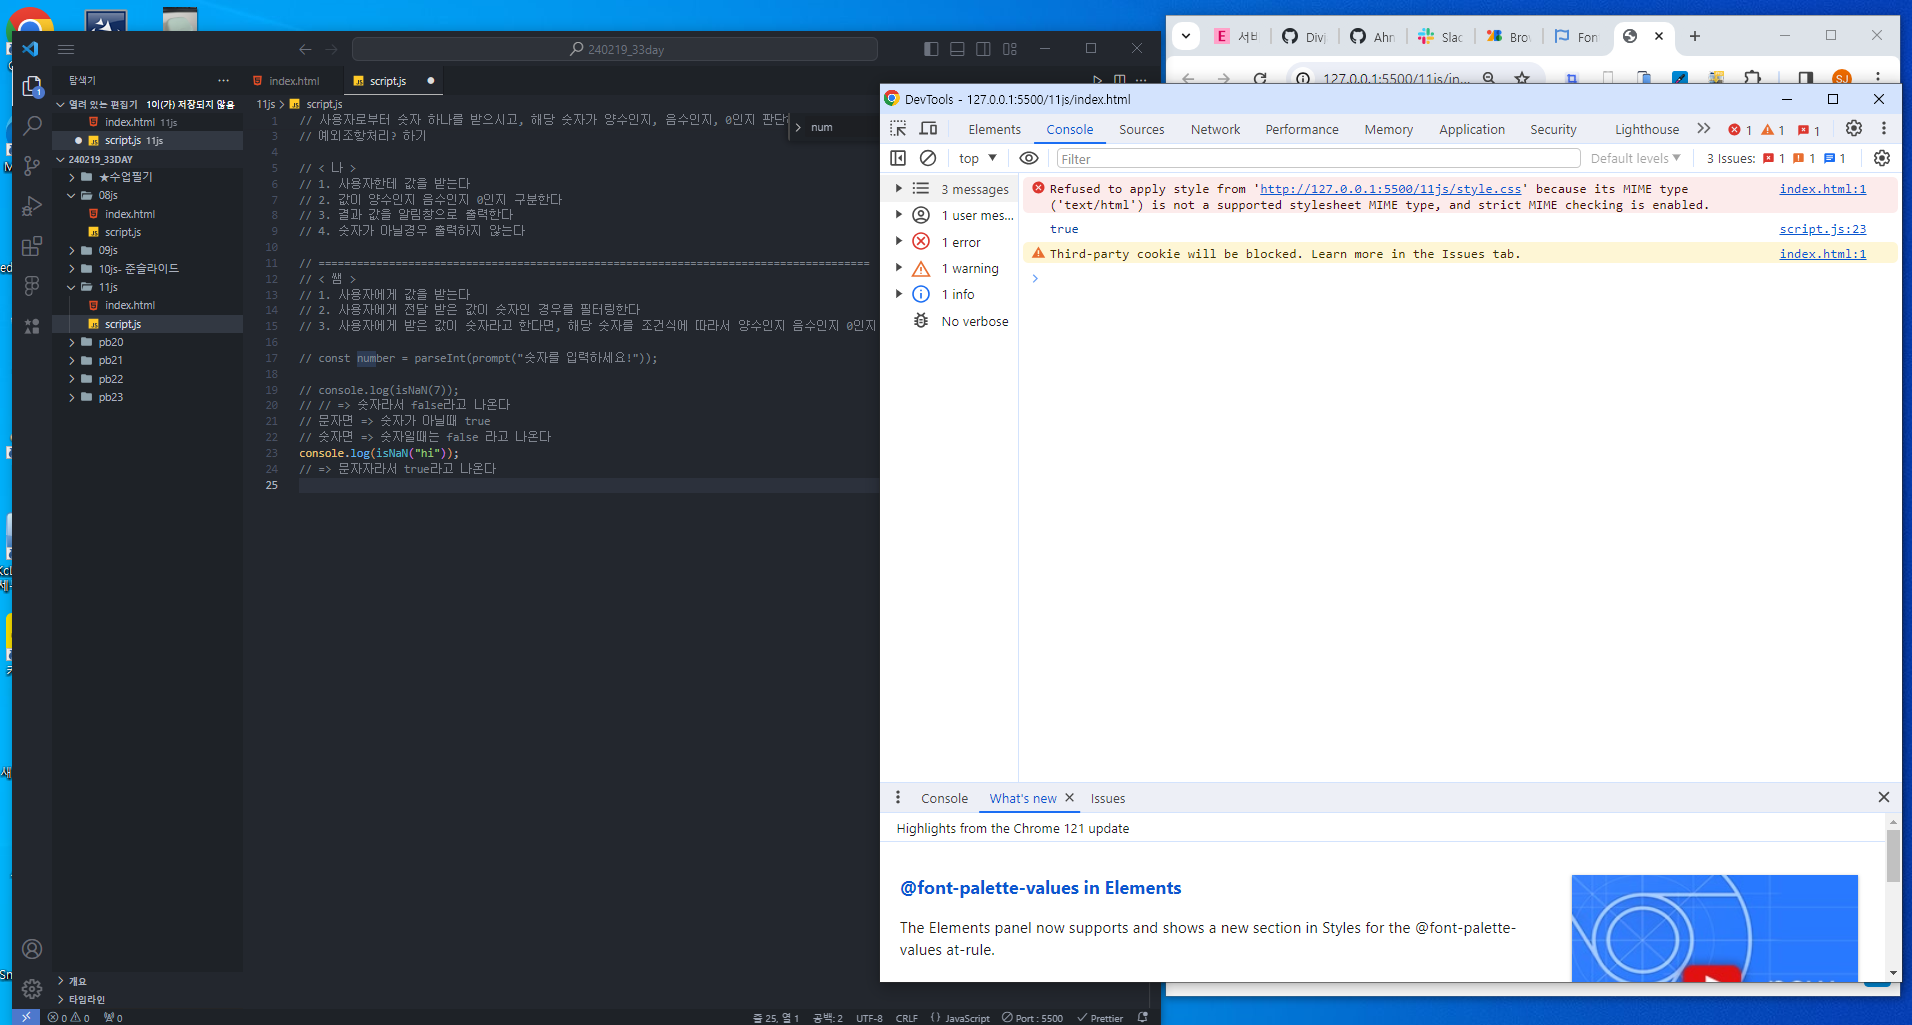 240219_33day
탐색기
index.html
script.js
열려 있는 편집기 1이(가) 저장되지 않음
index.html 11js
script.js 11js
240219_33DAY
★수업필기
08js
index.html
script.js
09js
10js- 준슬라이드
11js
index.html
script.js
pb20
pb21
pb22
pb23
개요
타임라인
11js > script.js
num
1 // 사용자로부터 숫자 하나를 받으시고, 해당 숫자가 양수인지, 음수인지, 0인지 판단
3 // 예외조항처리? 하기
4
5 // < 나 >
6 // 1. 사용자한테 값을 받는다
7 // 2. 값이 양수인지 음수인지 0인지 구분한다
8 // 3. 결과 값을 알림창으로 출력한다
9 // 4. 숫자가 아닐경우 출력하지 않는다
10
11 // ======================================================================================
12 // < 쌤 >
13 // 1. 사용자에게 값을 받는다
14 // 2. 사용자에게 전달 받은 값이 숫자인 경우를 필터링한다
15 // 3. 사용자에게 받은 값이 숫자라고 한다면, 해당 숫자를 조건식에 따라서 양수인지 음수인지 0인지
16
17 // const number = parseInt(prompt("숫자를 입력하세요!"));
18
19 // console.log(isNaN(7));
20 // // => 숫자라서 false라고 나온다
21 // 문자면 => 숫자가 아닐때 true
22 // 숫자면 => 숫자일때는 false 라고 나온다
23 console.log(isNaN("hi"));
24 // => 문자자라서 true라고 나온다
25
0 0 0
줄 25, 열 1 공백: 2 UTF-8 CRLF {} JavaScript Port : 5500 Prettier
서비 Divj Ahn Slac Bro Fon
127.0.0.1:5500/11js/in...
SJ
DevTools - 127.0.0.1:5500/11js/index.html
Elements Console Sources Network Performance Memory Application Security Lighthouse 1 1 1
top Filter Default levels 3 Issues: 1 1 1
3 messages
1 user mes...
1 error
1 warning
1 info
No verbose
Refused to apply style from 'http://127.0.0.1:5500/11js/style.css' because its MIME type index.html:1
('text/html') is not a supported stylesheet MIME type, and strict MIME checking is enabled.
true script.js:23
Third-party cookie will be blocked. Learn more in the Issues tab. index.html:1
Console What's new Issues
Highlights from the Chrome 121 update
@font-palette-values in Elements
The Elements panel now supports and shows a new section in Styles for the @font-palette-
values at-rule.